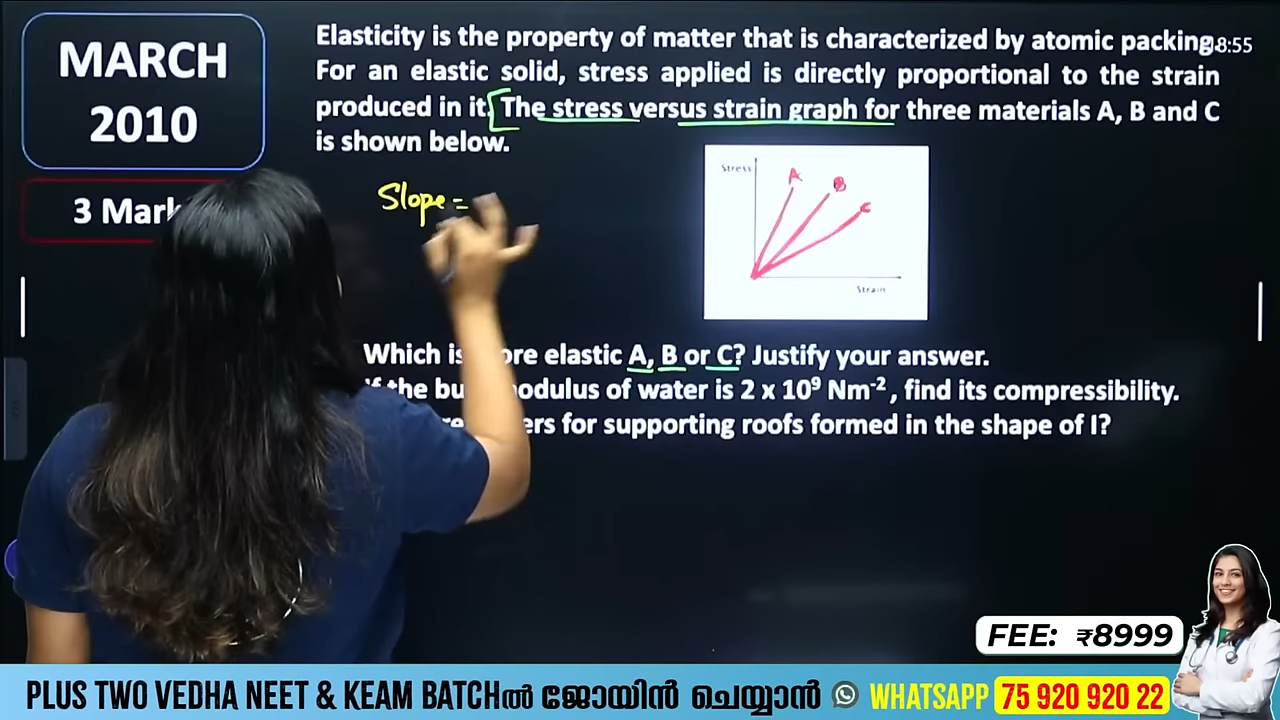 MARCH
2010
3 Mark
Elasticity is the property of matter that is characterized by atomic packing.
8:55
For an elastic solid, stress applied is directly proportional to the strain
produced in it. The stress versus strain graph for three materials A, B and C
is shown below.
Slope =
Stress
A
B
C
Strain
Which is ore elastic A, B or C? Justify your answer.
If the bu odulus of water is 2 x 10⁹ Nm⁻², find its compressibility.
re ers for supporting roofs formed in the shape of I?
FEE: ₹8999
PLUS TWO VEDHA NEET & KEAM BATCHൽ ജോയിൻ ചെയ്യാൻ WHATSAPP 75 920 920 22